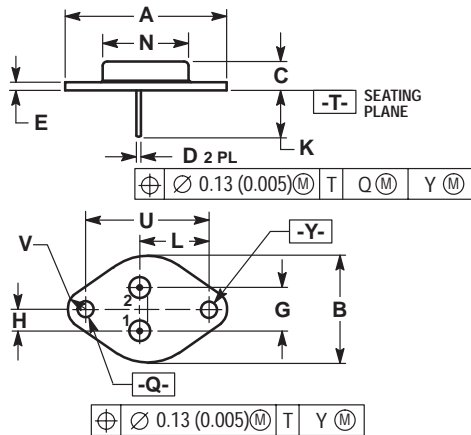 A
N
C
-T- SEATING
PLANE
E
K
D 2 PL
⌖ ∅ 0.13 (0.005) Ⓜ T Q Ⓜ Y Ⓜ
U
V
L
-Y-
2
H
1
G
B
-Q-
⌖ ∅ 0.13 (0.005) Ⓜ T Y Ⓜ